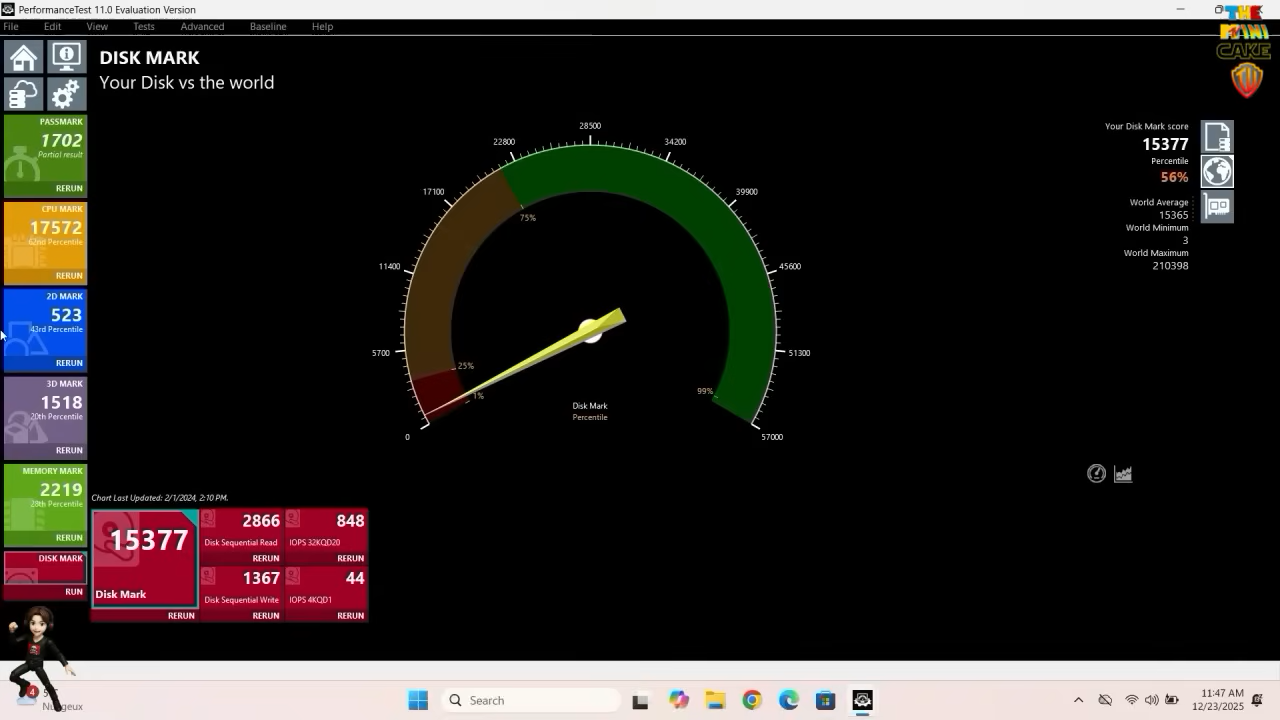 PerformanceTest 11.0 Evaluation Version
File Edit View Tests Advanced Baseline Help
THE
MINI
CAKE
DISK MARK
Your Disk vs the world
PASSMARK
1702
Partial result
RERUN
CPU MARK
17572
62nd Percentile
RERUN
2D MARK
523
43rd Percentile
RERUN
3D MARK
1518
20th Percentile
RERUN
MEMORY MARK
2219
28th Percentile
RERUN
DISK MARK
RUN
0
5700
11400
17100
22800
28500
34200
39900
45600
51300
57000
1%
25%
75%
99%
Disk Mark
Percentile
Your Disk Mark score
15377
Percentile
56%
World Average
15365
World Minimum
3
World Maximum
210398
Chart Last Updated: 2/1/2024, 2:10 PM.
15377
Disk Mark
RERUN
2866
Disk Sequential Read
RERUN
848
IOPS 32KQD20
RERUN
1367
Disk Sequential Write
RERUN
44
IOPS 4KQD1
RERUN
4
Search
11:47 AM
12/23/2025